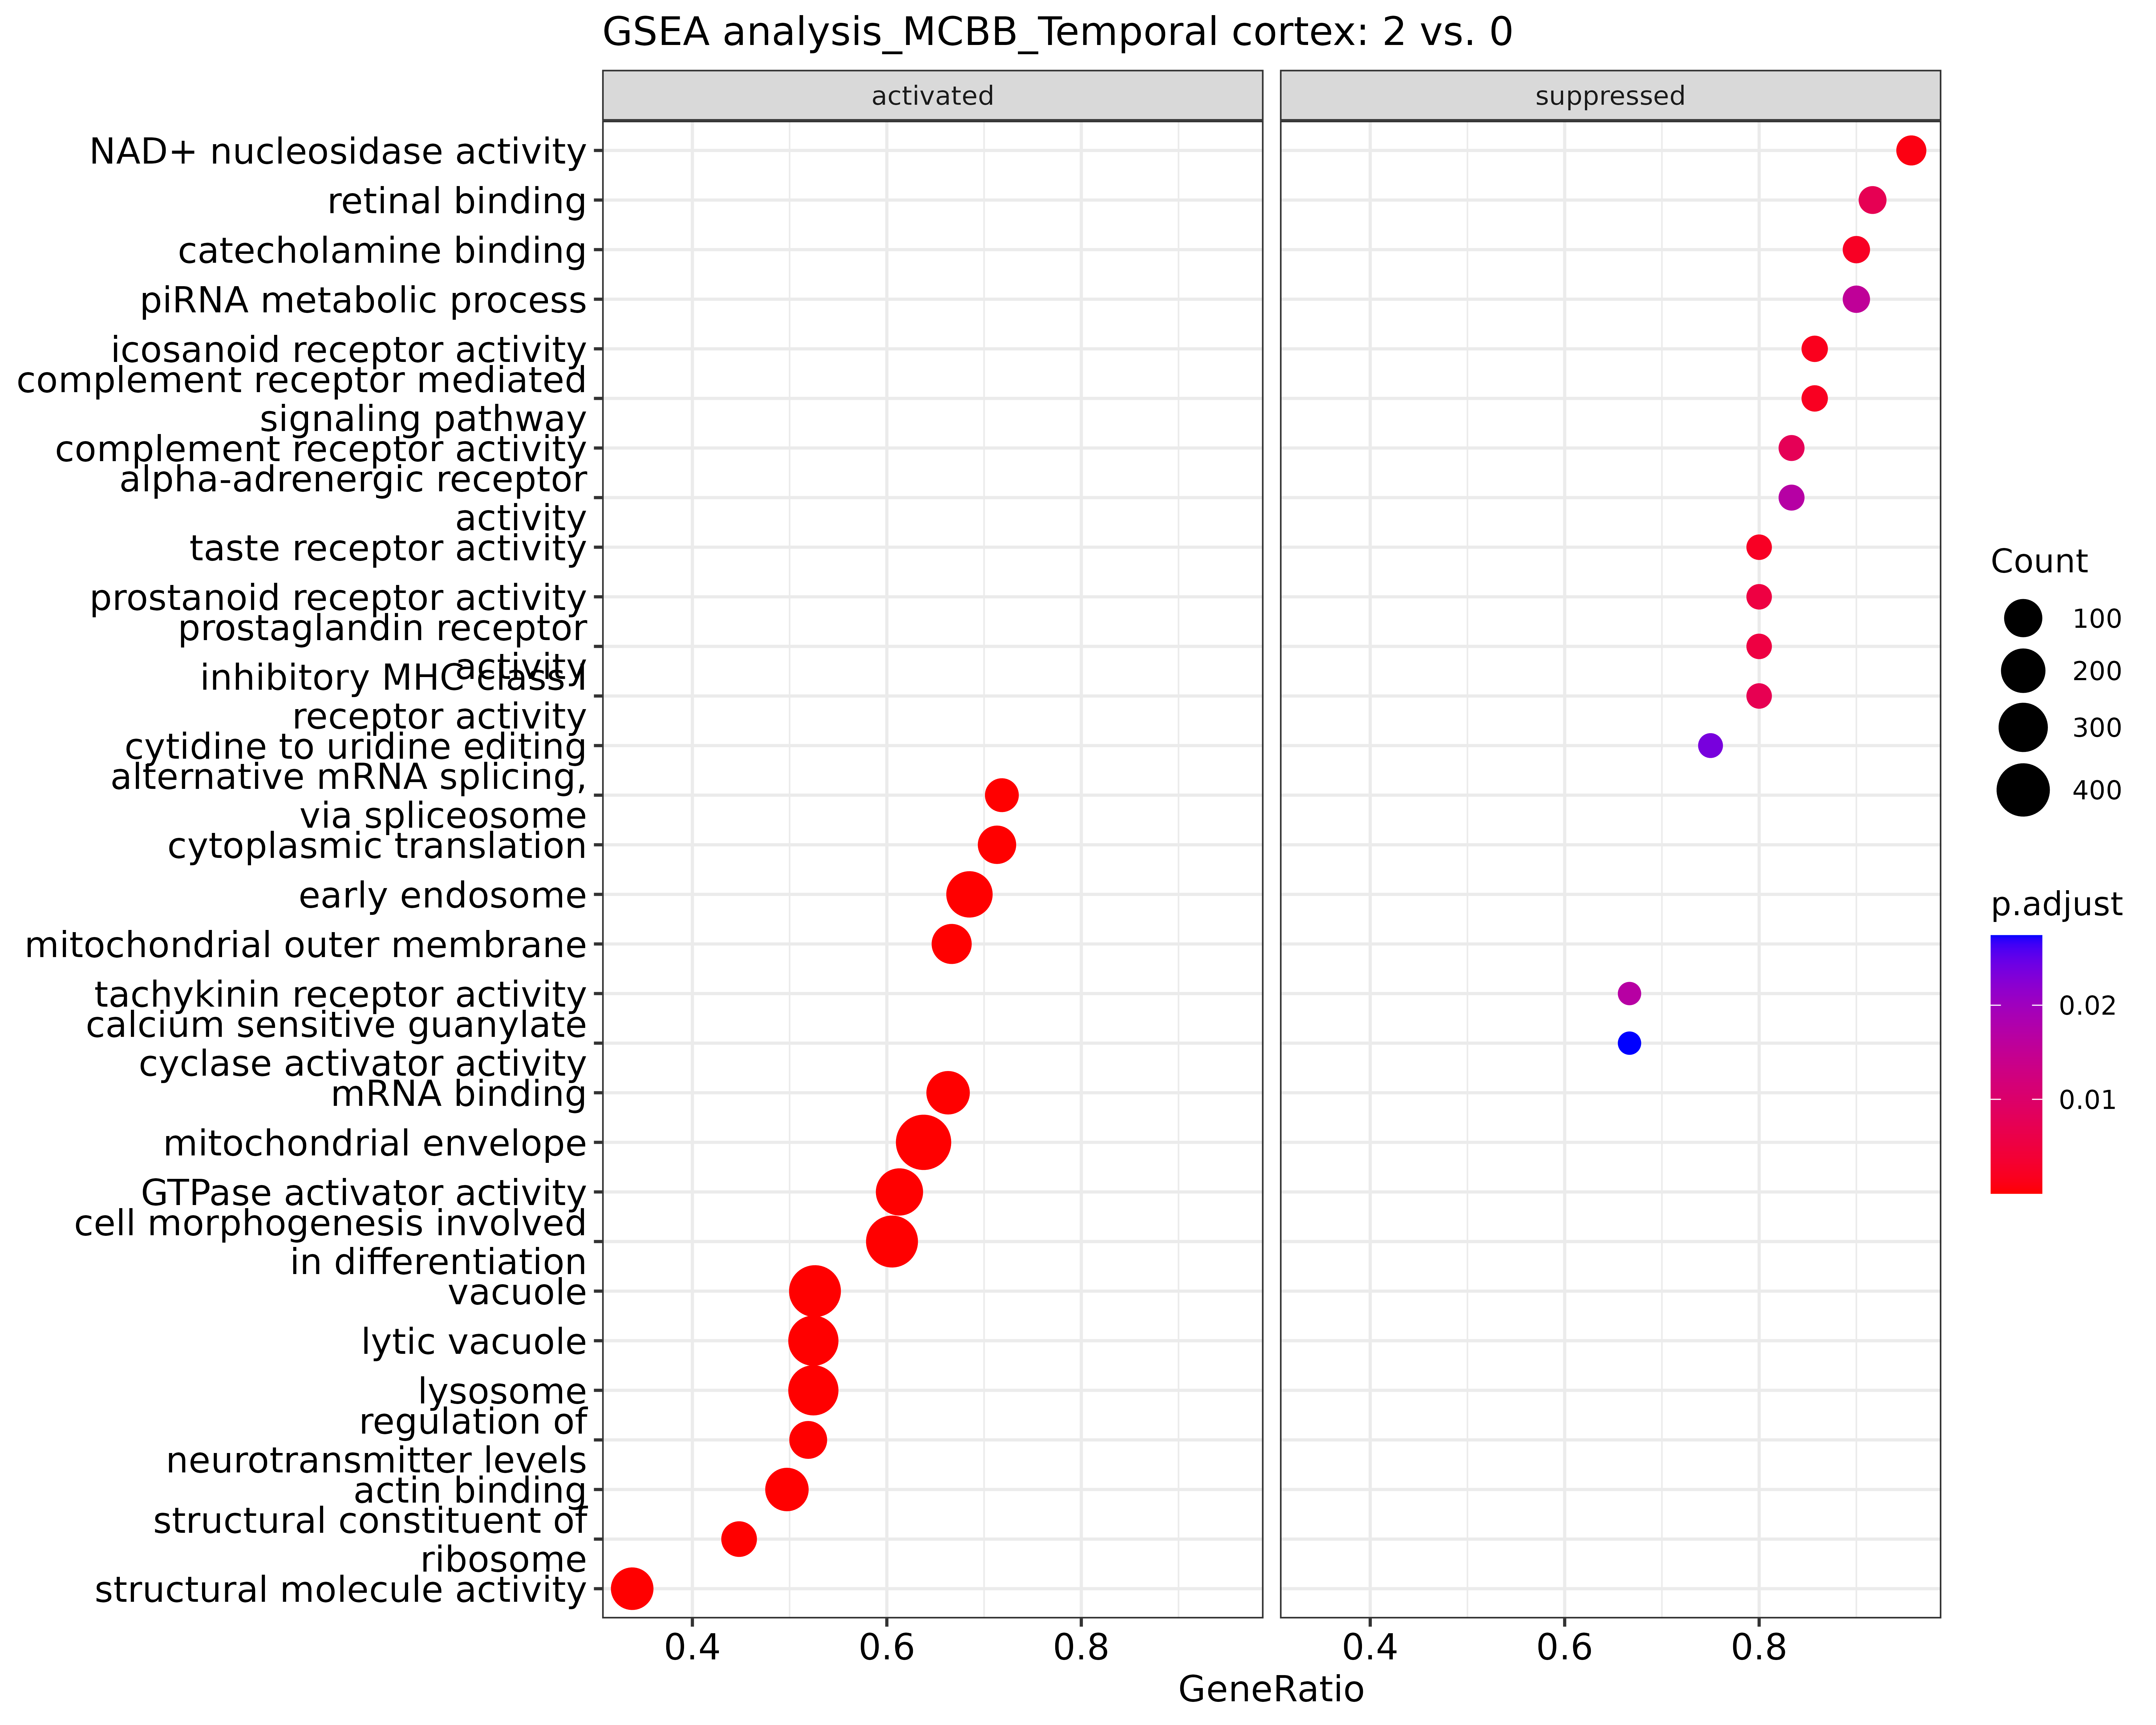 GSEA analysis_MCBB_Temporal cortex: 2 vs. 0
activated
suppressed
NAD+ nucleosidase activity
retinal binding
catecholamine binding
piRNA metabolic process
icosanoid receptor activity
complement receptor mediated
signaling pathway
complement receptor activity
alpha-adrenergic receptor
activity
taste receptor activity
prostanoid receptor activity
prostaglandin receptor
activity
inhibitory MHC class I
receptor activity
cytidine to uridine editing
alternative mRNA splicing,
via spliceosome
cytoplasmic translation
early endosome
mitochondrial outer membrane
tachykinin receptor activity
calcium sensitive guanylate
cyclase activator activity
mRNA binding
mitochondrial envelope
GTPase activator activity
cell morphogenesis involved
in differentiation
vacuole
lytic vacuole
lysosome
regulation of
neurotransmitter levels
actin binding
structural constituent of
ribosome
structural molecule activity
0.4 0.6 0.8
0.4 0.6 0.8
GeneRatio
Count
100
200
300
400
p.adjust
0.02
0.01